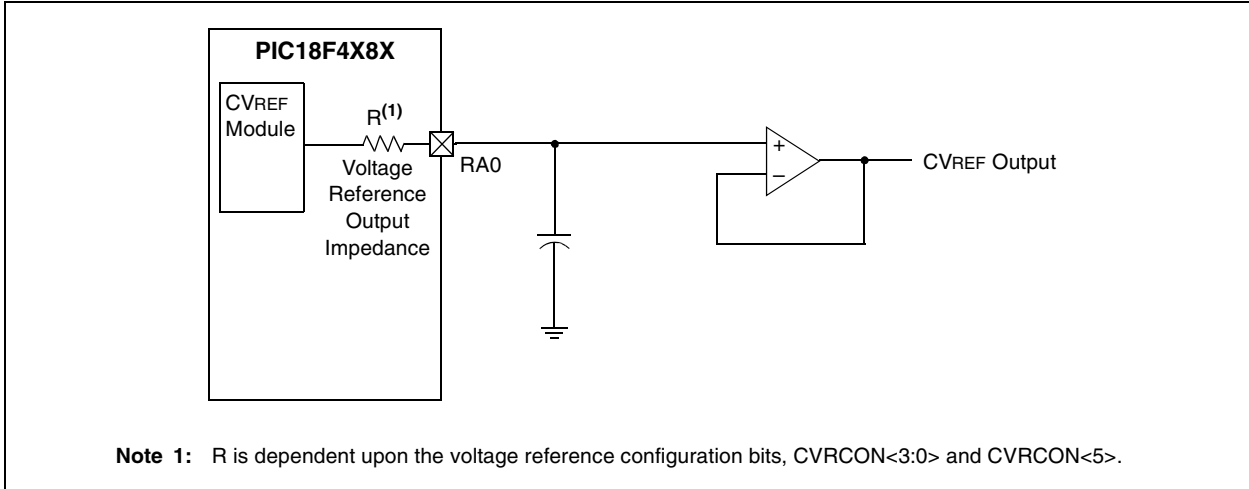 PIC18F4X8X
CVREF
Module
R(1)
Voltage
Reference
Output
Impedance
RA0
+
–
CVREF Output
Note 1: R is dependent upon the voltage reference configuration bits, CVRCON<3:0> and CVRCON<5>.